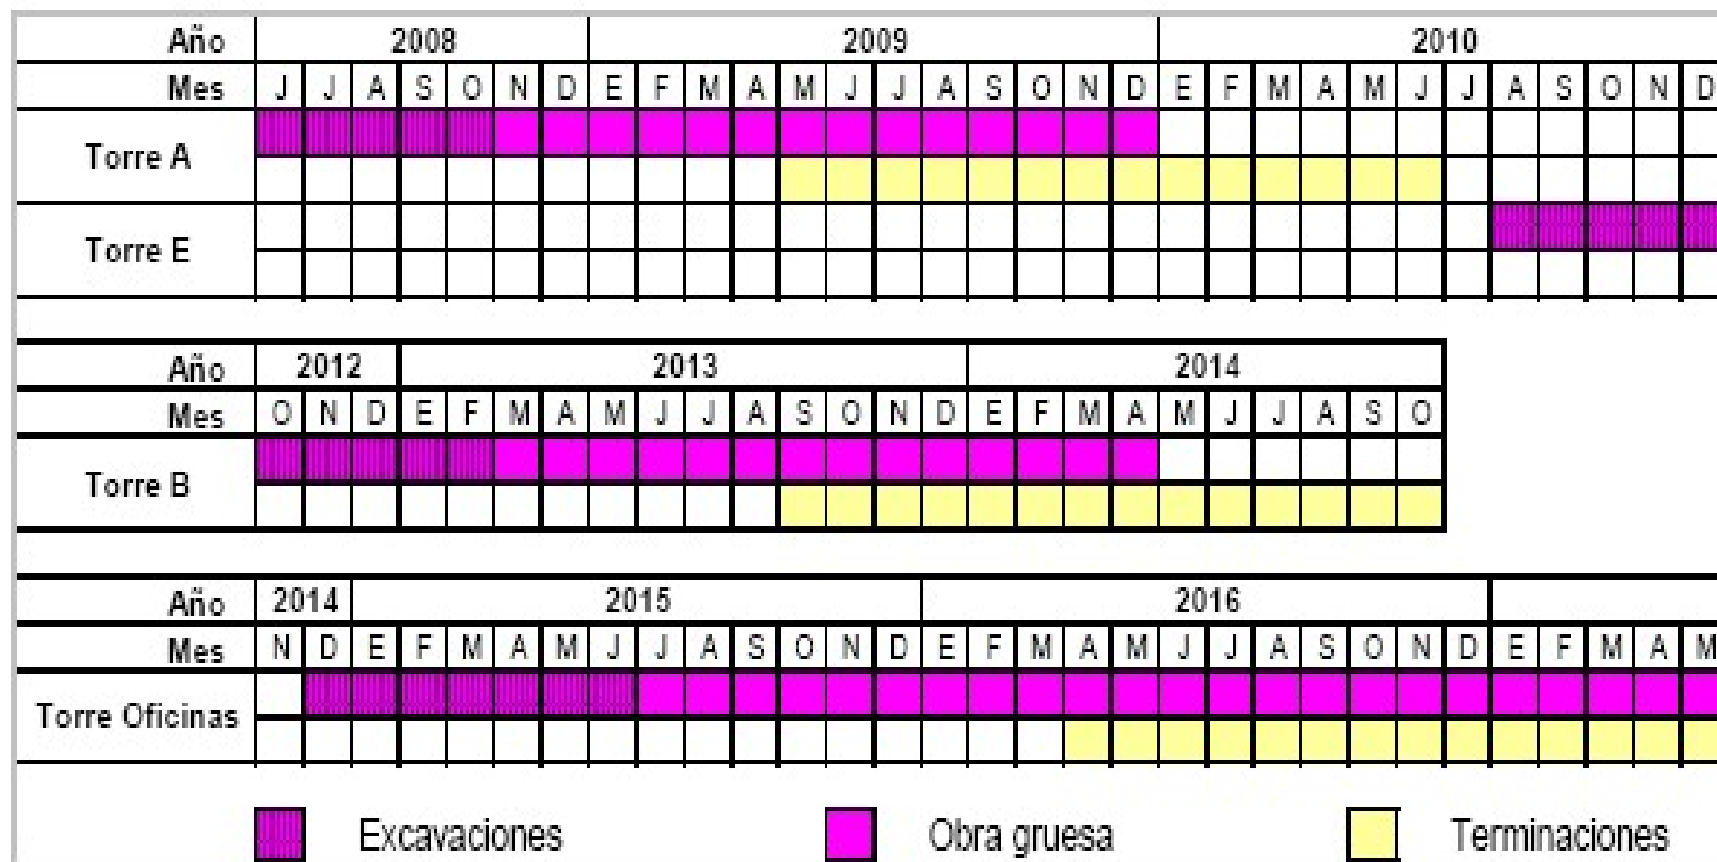 Año 2008 2009 2010
Mes J J A S O N D E F M A M J J A S O N D E F M A M J J A S O N D
Torre A
Torre E
Año 2012 2013 2014
Mes O N D E F M A M J J A S O N D E F M A M J J A S O
Torre B
Año 2014 2015 2016
Mes N D E F M A M J J A S O N D E F M A M J J A S O N D E F M A M
Torre Oficinas
Excavaciones Obra gruesa Terminaciones